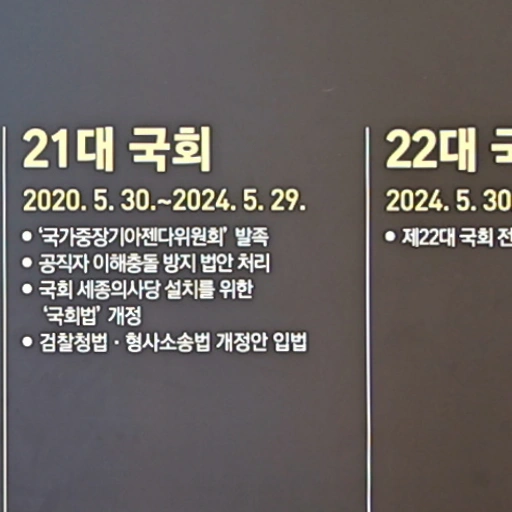 21대 국회
2020. 5. 30.~2024. 5. 29.
• ‘국가중장기아젠다위원회’ 발족
• 공직자 이해충돌 방지 법안 처리
• 국회 세종의사당 설치를 위한
‘국회법’ 개정
• 검찰청법 · 형사소송법 개정안 입법
22대
2024. 5. 30
• 제22대 국회 전